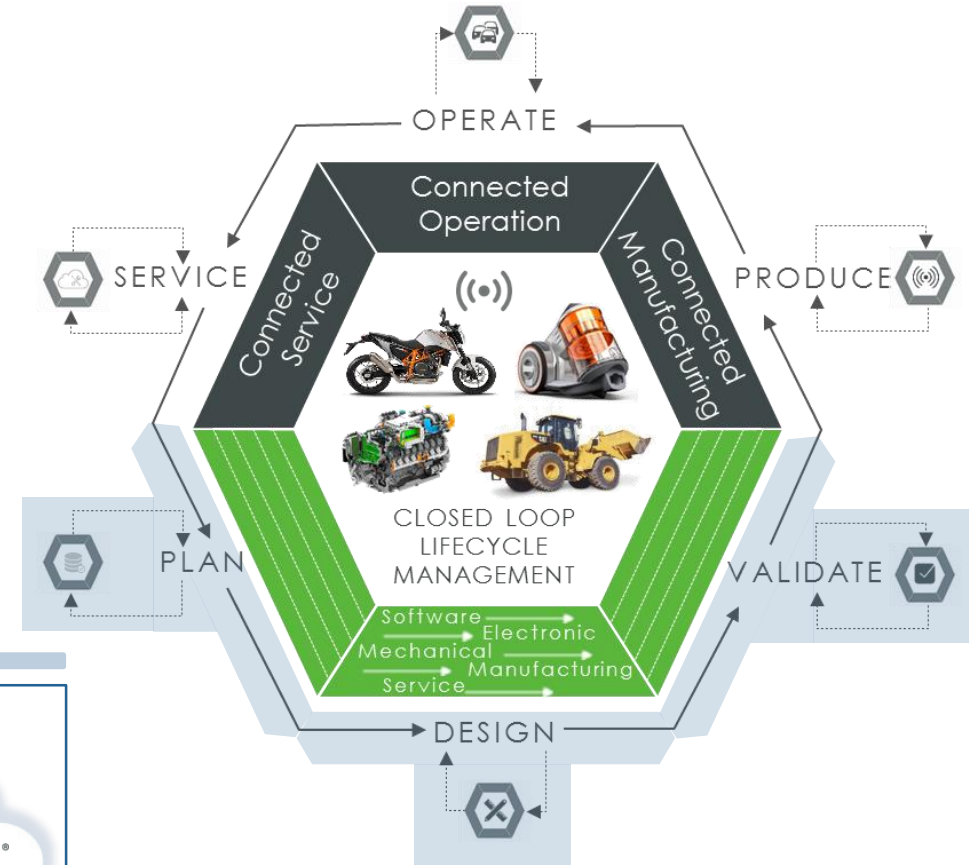 OPERATE
Connected
Operation
Connected
Service
Connected
Manufacturing
SERVICE
PRODUCE
CLOSED LOOP
LIFECYCLE
MANAGEMENT
PLAN
VALIDATE
Software
Electronic
Mechanical
Manufacturing
Service
DESIGN
®